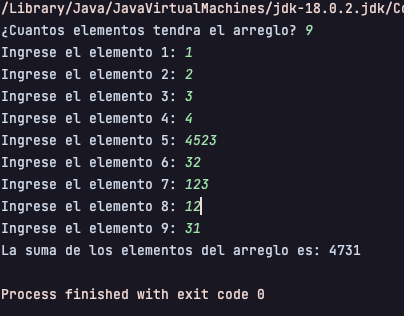 /Library/Java/JavaVirtualMachines/jdk-18.0.2.jdk/Co
¿Cuantos elementos tendra el arreglo? 9
Ingrese el elemento 1: 1
Ingrese el elemento 2: 2
Ingrese el elemento 3: 3
Ingrese el elemento 4: 4
Ingrese el elemento 5: 4523
Ingrese el elemento 6: 32
Ingrese el elemento 7: 123
Ingrese el elemento 8: 12
Ingrese el elemento 9: 31
La suma de los elementos del arreglo es: 4731
Process finished with exit code 0